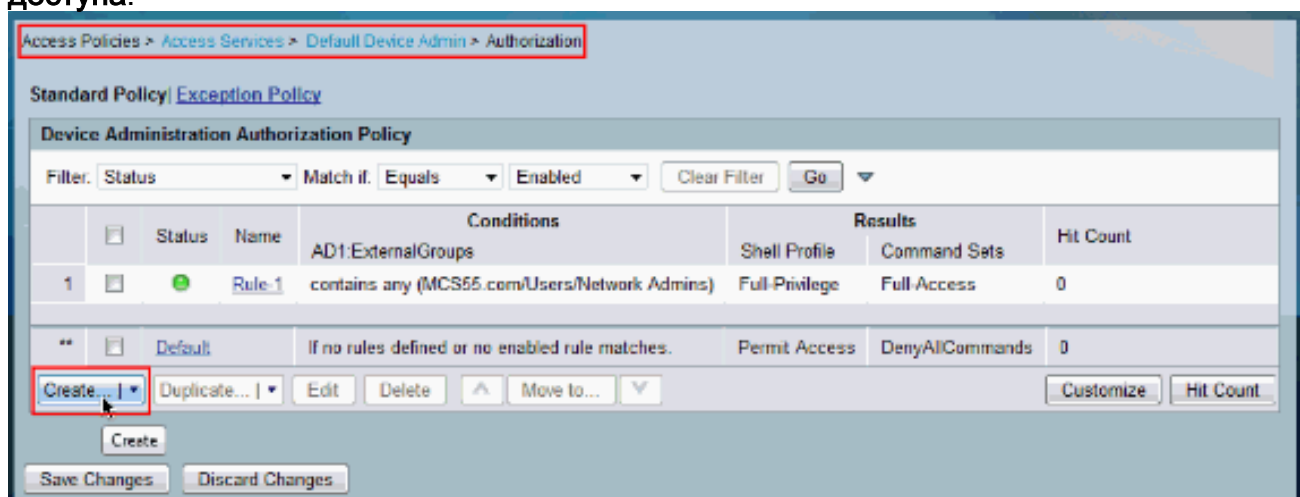 доступа.
Access Policies > Access Services > Default Device Admin > Authorization
Standard Policy| Exception Policy
Device Administration Authorization Policy
Filter: Status Match if: Equals Enabled Clear Filter Go
Status Name Conditions Results Hit Count
AD1:ExternalGroups Shell Profile Command Sets
1 Rule-1 contains any (MCS55.com/Users/Network Admins) Full-Privilege Full-Access 0
** Default If no rules defined or no enabled rule matches. Permit Access DenyAllCommands 0
Create... | Duplicate... | Edit Delete Move to... Customize Hit Count
Create
Save Changes Discard Changes